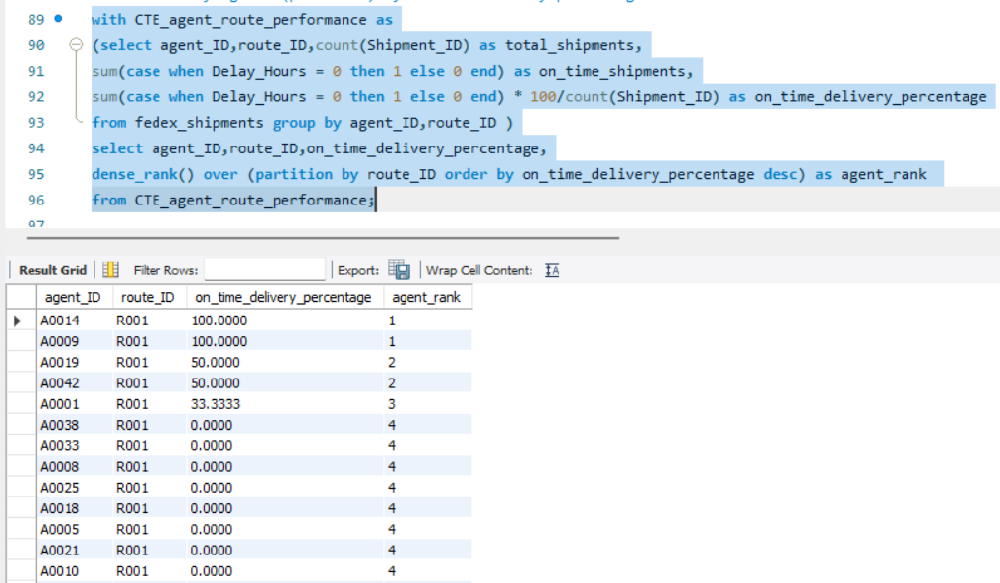 89 with CTE_agent_route_performance as
90 (select agent_ID,route_ID,count(Shipment_ID) as total_shipments,
91 sum(case when Delay_Hours = 0 then 1 else 0 end) as on_time_shipments,
92 sum(case when Delay_Hours = 0 then 1 else 0 end) * 100/count(Shipment_ID) as on_time_delivery_percentage
93 from fedex_shipments group by agent_ID,route_ID )
94 select agent_ID,route_ID,on_time_delivery_percentage,
95 dense_rank() over (partition by route_ID order by on_time_delivery_percentage desc) as agent_rank
96 from CTE_agent_route_performance;
97
Result Grid Filter Rows: Export: Wrap Cell Content: IA
agent_ID route_ID on_time_delivery_percentage agent_rank
A0014 R001 100.0000 1
A0009 R001 100.0000 1
A0019 R001 50.0000 2
A0042 R001 50.0000 2
A0001 R001 33.3333 3
A0038 R001 0.0000 4
A0033 R001 0.0000 4
A0008 R001 0.0000 4
A0025 R001 0.0000 4
A0018 R001 0.0000 4
A0005 R001 0.0000 4
A0021 R001 0.0000 4
A0010 R001 0.0000 4